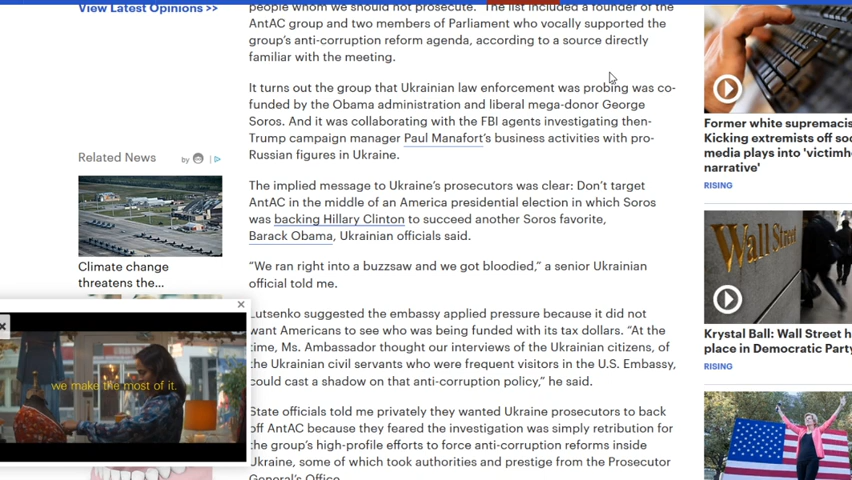 View Latest Opinions >>
people whom we should not prosecute." The list included a founder of the
AntAC group and two members of Parliament who vocally supported the
group's anti-corruption reform agenda, according to a source directly
familiar with the meeting.
It turns out the group that Ukrainian law enforcement was probing was co-
funded by the Obama administration and liberal mega-donor George
Soros. And it was collaborating with the FBI agents investigating then-
Trump campaign manager Paul Manafort's business activities with pro-
Russian figures in Ukraine.
The implied message to Ukraine's prosecutors was clear: Don't target
AntAC in the middle of an America presidential election in which Soros
was backing Hillary Clinton to succeed another Soros favorite,
Barack Obama, Ukrainian officials said.
"We ran right into a buzzsaw and we got bloodied," a senior Ukrainian
official told me.
Lutsenko suggested the embassy applied pressure because it did not
want Americans to see who was being funded with its tax dollars. "At the
time, Ms. Ambassador thought our interviews of the Ukrainian citizens, of
the Ukrainian civil servants who were frequent visitors in the U.S. Embassy,
could cast a shadow on that anti-corruption policy," he said.
State officials told me privately they wanted Ukraine prosecutors to back
off AntAC because they feared the investigation was simply retribution for
the group's high-profile efforts to force anti-corruption reforms inside
Ukraine, some of which took authorities and prestige from the Prosecutor
General's Office.
Related News
by
Climate change
threatens the...
we make the most of it.
Former white supremacis
Kicking extremists off soc
media plays into 'victimh
narrative'
RISING
Wall Street
Krystal Ball: Wall Street h
place in Democratic Party
RISING